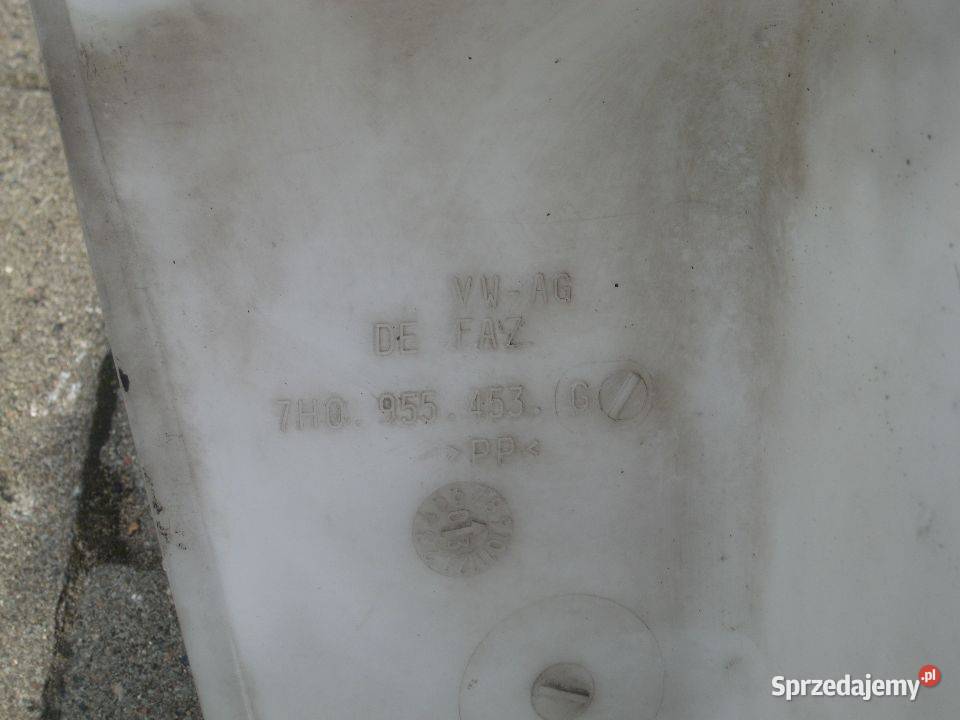 VW-AG
DE FAZ
7H0.955.453.G
>PP<
Sprzedajemy.pl